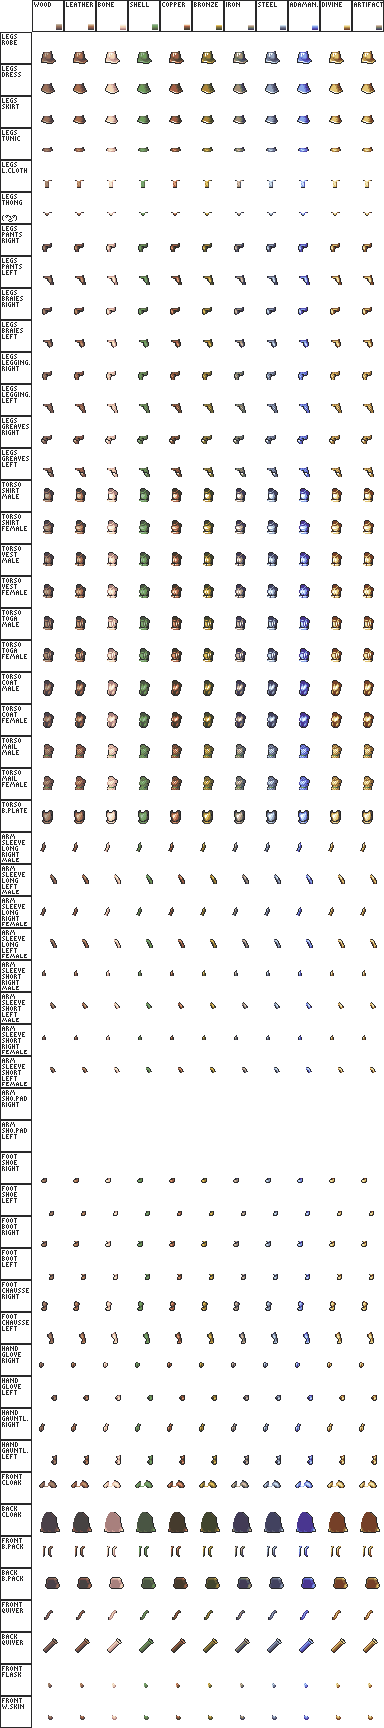 WOOD LEATHER BONE SHELL COPPER BRONZE IRON STEEL ADAMAN. DIVINE ARTIFACT
LEGS
ROBE
LEGS
DRESS
LEGS
SKIRT
LEGS
TUNIC
LEGS
L.CLOTH
LEGS
THONG
LEGS
PANTS
RIGHT
LEGS
PANTS
LEFT
LEGS
BRAIES
RIGHT
LEGS
BRAIES
LEFT
LEGS
LEGGING.
RIGHT
LEGS
LEGGING.
LEFT
LEGS
GREAVES
RIGHT
LEGS
GREAVES
LEFT
TORSO
SHIRT
MALE
TORSO
SHIRT
FEMALE
TORSO
VEST
MALE
TORSO
VEST
FEMALE
TORSO
TOGA
MALE
TORSO
TOGA
FEMALE
TORSO
COAT
MALE
TORSO
COAT
FEMALE
TORSO
MAIL
MALE
TORSO
MAIL
FEMALE
TORSO
B.PLATE
ARM
SLEEVE
LONG
RIGHT
MALE
ARM
SLEEVE
LONG
LEFT
MALE
ARM
SLEEVE
LONG
RIGHT
FEMALE
ARM
SLEEVE
LONG
LEFT
FEMALE
ARM
SLEEVE
SHORT
RIGHT
MALE
ARM
SLEEVE
SHORT
LEFT
MALE
ARM
SLEEVE
SHORT
RIGHT
FEMALE
ARM
SLEEVE
SHORT
LEFT
FEMALE
ARM
SHO.PAD
RIGHT
ARM
SHO.PAD
LEFT
FOOT
SHOE
RIGHT
FOOT
SHOE
LEFT
FOOT
BOOT
RIGHT
FOOT
BOOT
LEFT
FOOT
CHAUSSE
RIGHT
FOOT
CHAUSSE
LEFT
HAND
GLOVE
RIGHT
HAND
GLOVE
LEFT
HAND
GAUNTL.
RIGHT
HAND
GAUNTL.
LEFT
FRONT
CLOAK
BACK
CLOAK
FRONT
B.PACK
BACK
B.PACK
FRONT
QUIVER
BACK
QUIVER
FRONT
FLASK
FRONT
W.SKIN